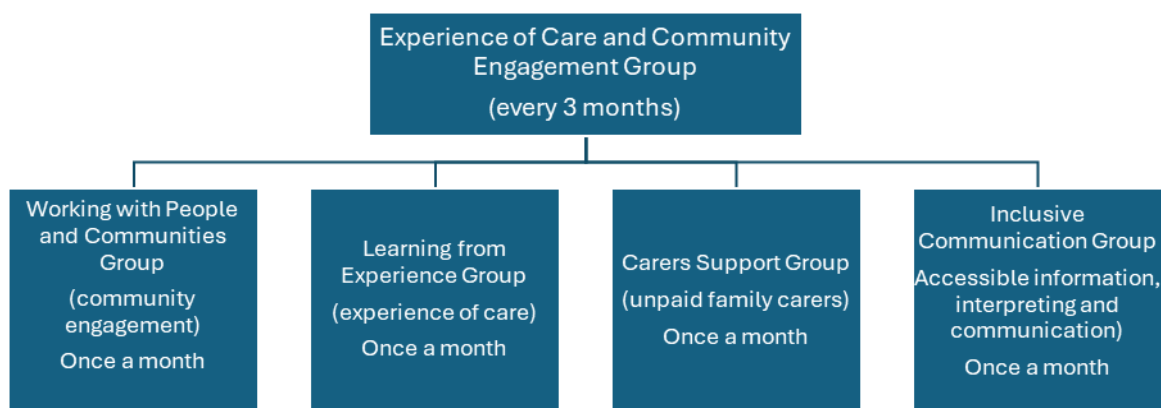 Experience of Care and Community
Engagement Group
(every 3 months)
Working with People
and Communities
Group
(community
engagement)
Once a month
Learning from
Experience Group
(experience of care)
Once a month
Carers Support Group
(unpaid family carers)
Once a month
Inclusive
Communication Group
Accessible information,
interpreting and
communication)
Once a month